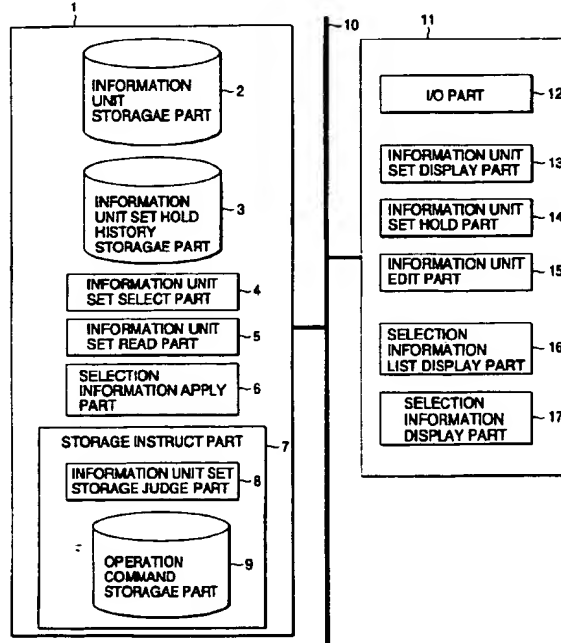 1
10
11
INFORMATION
UNIT
STORAGAE PART
2
INFORMATION
UNIT SET HOLD
HISTORY
STORAGAE PART
3
INFORMATION UNIT
SET SELECT PART
4
INFORMATION UNIT
SET READ PART
5
SELECTION
INFORMATION APPLY
PART
6
STORAGE INSTRUCT PART
7
INFORMATION UNIT SET
STORAGE JUDGE PART
8
OPERATION
COMMAND
STORAGAE PART
9
I/O PART
12
INFORMATION UNIT
SET DISPLAY PART
13
INFORMATION UNIT
SET HOLD PART
14
INFORMATION UNIT
EDIT PART
15
SELECTION
INFORMATION
LIST DISPLAY PART
16
SELECTION
INFORMATION
DISPLAY PART
17